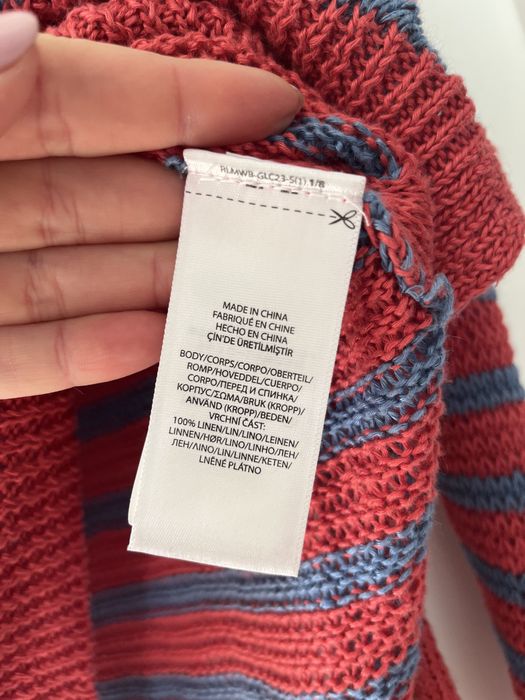 RLMWB-GLC23-S(1) 1/8
MADE IN CHINA
FABRIQUÉ EN CHINE
HECHO EN CHINA
ÇİN'DE ÜRETİLMİŞTİR
BODY/CORPS/CORPO/OBERTEIL/
ROMP/HOVEDDEL/CUERPO/
CORPO/ПЕРЕД И СПИНКА/
КОРПУС/ΣΩΜΑ/BRUK (KROPP)/
ANVÄND (KROPP)/BEDEN/
VRCHNÍ ČÁST:
100% LINEN/LIN/LINO/LEINEN/
LINNEN/HØR/LINO/LINHO/ЛЕН/
ЛЕН/ΛΙΝΟ/LIN/LINNE/KETEN/
LNĚNÉ PLÁTNO